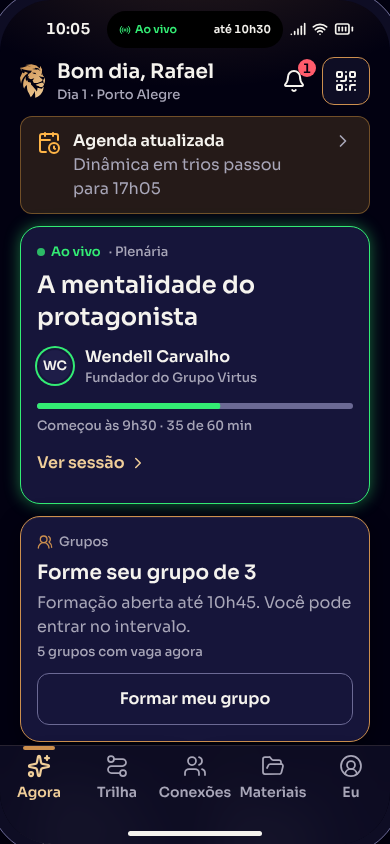 10:05
Ao vivo
até 10h30
Bom dia, Rafael
Dia 1 · Porto Alegre
1
Agenda atualizada
Dinâmica em trios passou
para 17h05
Ao vivo · Plenária
A mentalidade do
protagonista
WC
Wendell Carvalho
Fundador do Grupo Virtus
Começou às 9h30 · 35 de 60 min
Ver sessão
Grupos
Forme seu grupo de 3
Formação aberta até 10h45. Você pode
entrar no intervalo.
5 grupos com vaga agora
Formar meu grupo
Agora
Trilha
Conexões
Materiais
Eu